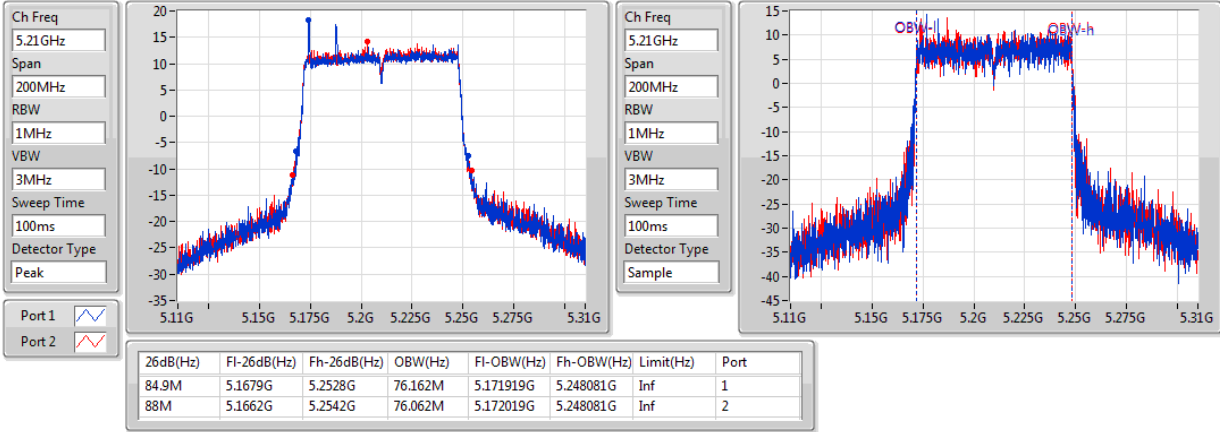 Ch Freq
5.21GHz
Span
200MHz
RBW
1MHz
VBW
3MHz
Sweep Time
100ms
Detector Type
Peak
Port 1
Port 2
20
15
10
5
0
-5
-10
-15
-20
-25
-30
-35
5.11G 5.15G 5.175G 5.2G 5.225G 5.25G 5.275G 5.31G
Ch Freq
5.21GHz
Span
200MHz
RBW
1MHz
VBW
3MHz
Sweep Time
100ms
Detector Type
Sample
15
10
5
0
-5
-10
-15
-20
-25
-30
-35
-40
-45
OBW-l OBW-h
5.11G 5.15G 5.175G 5.2G 5.225G 5.25G 5.275G 5.31G
26dB(Hz) Fl-26dB(Hz) Fh-26dB(Hz) OBW(Hz) Fl-OBW(Hz) Fh-OBW(Hz) Limit(Hz) Port
84.9M 5.1679G 5.2528G 76.162M 5.171919G 5.248081G Inf 1
88M 5.1662G 5.2542G 76.062M 5.172019G 5.248081G Inf 2